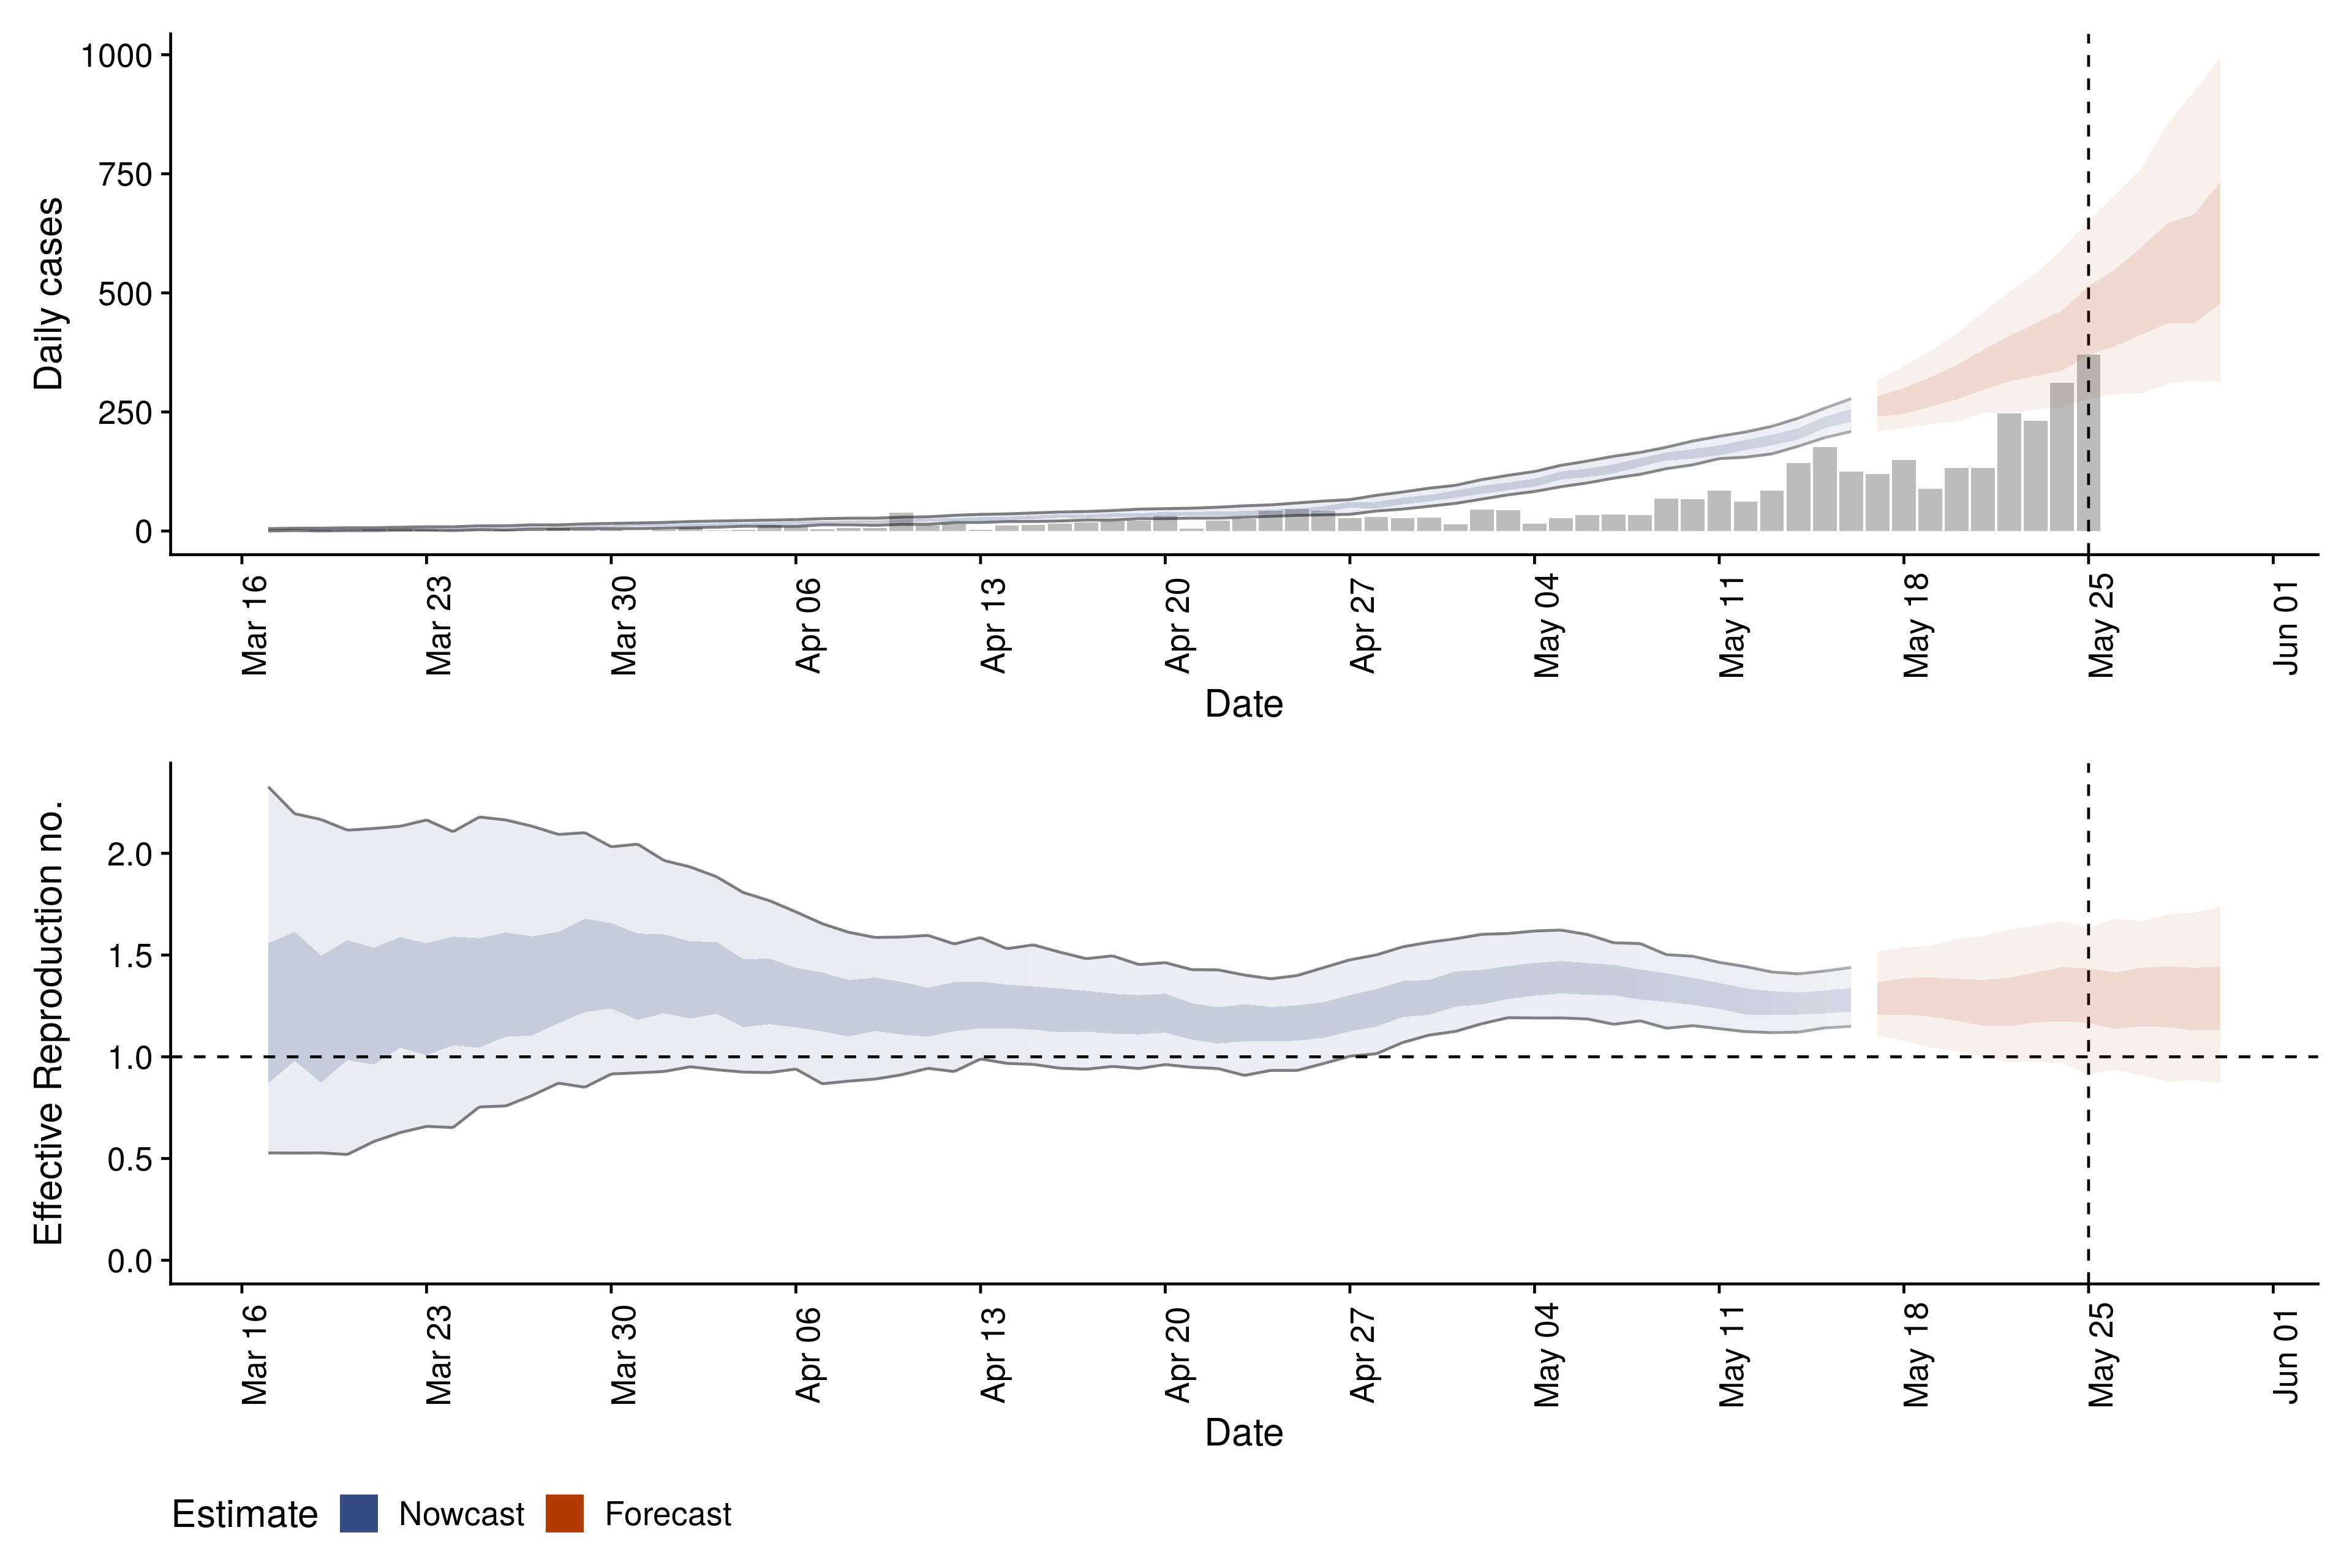 Daily cases
1000
750
500
250
0
Mar 16
Mar 23
Mar 30
Apr 06
Apr 13
Apr 20
Apr 27
May 04
May 11
May 18
May 25
Jun 01
Date
Effective Reproduction no.
2.0
1.5
1.0
0.5
0.0
Mar 16
Mar 23
Mar 30
Apr 06
Apr 13
Apr 20
Apr 27
May 04
May 11
May 18
May 25
Jun 01
Date
Estimate Nowcast Forecast